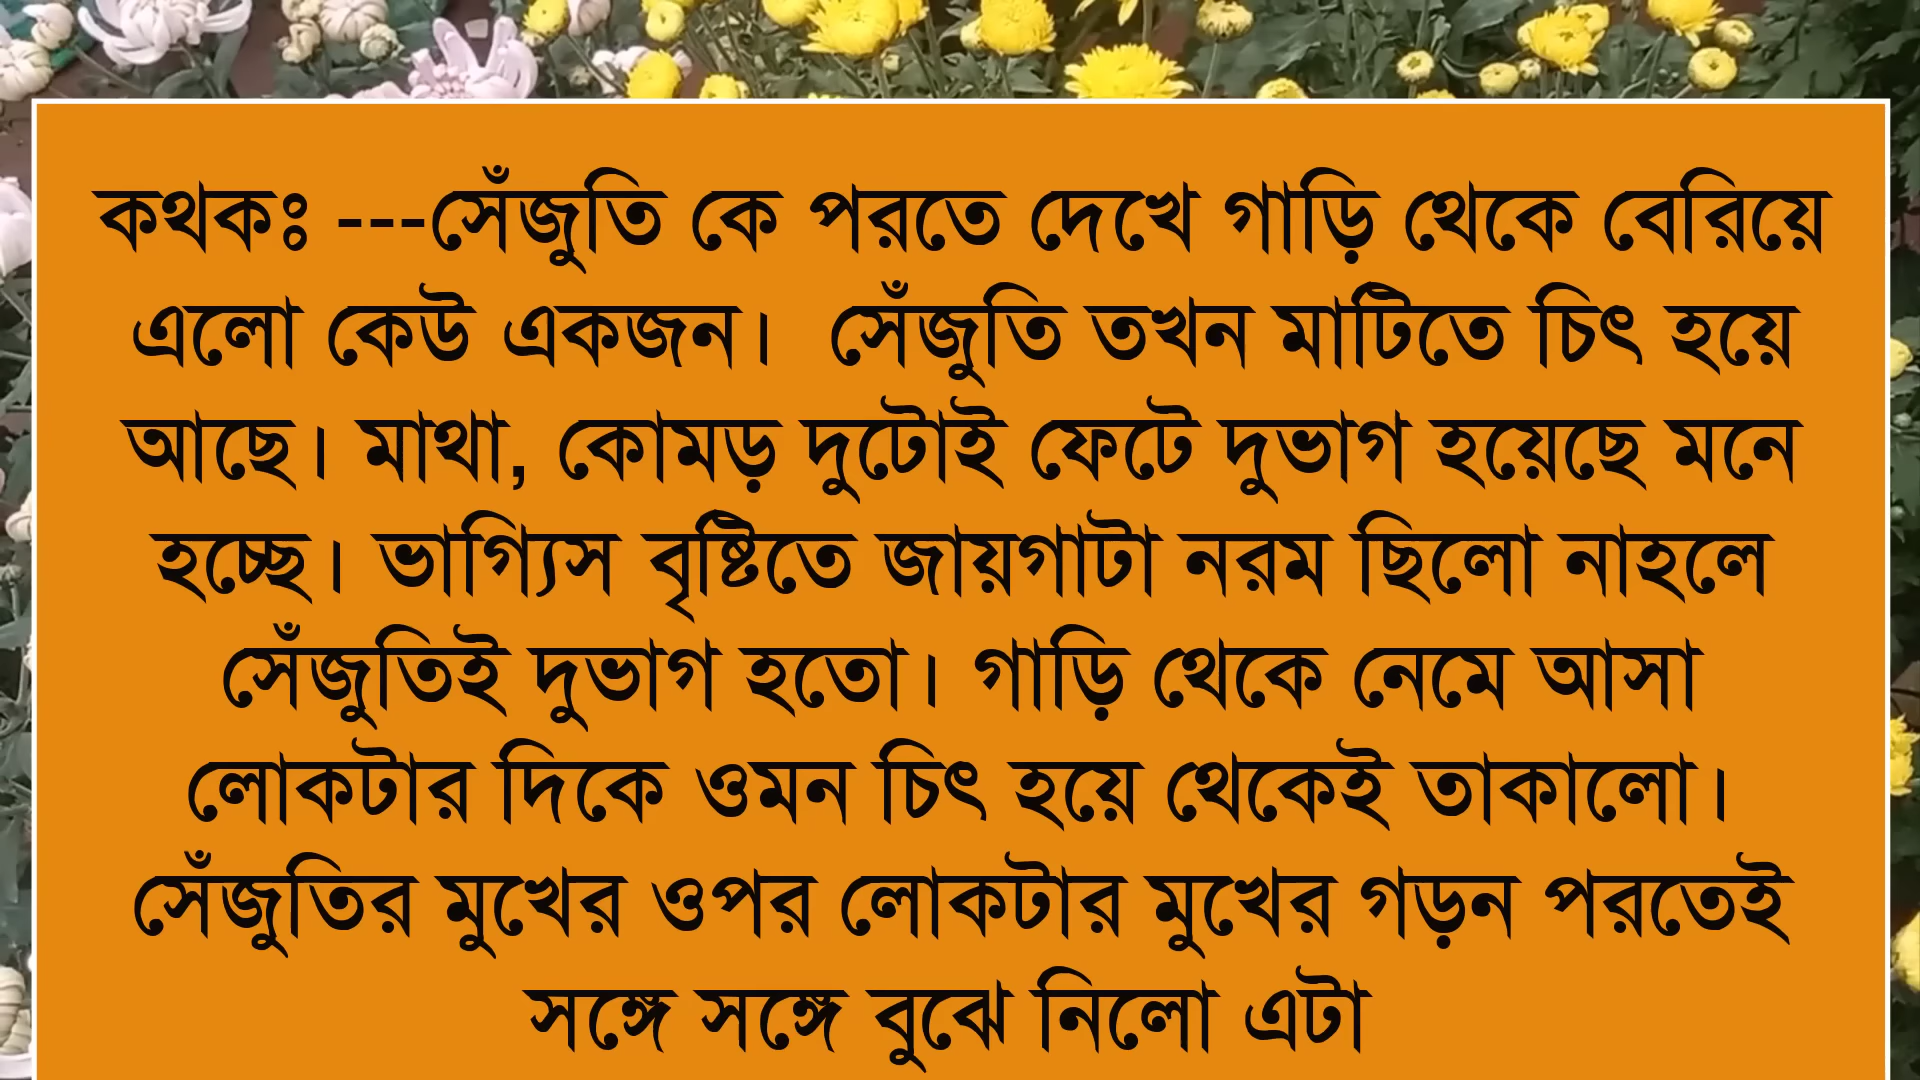 কথকঃ ---সেঁজুতি কে পরতে দেখে গাড়ি থেকে বেরিয়ে
এলো কেউ একজন।  সেঁজুতি তখন মাটিতে চিৎ হয়ে
আছে। মাথা, কোমড় দুটোই ফেটে দুভাগ হয়েছে মনে
হচ্ছে। ভাগ্যিস বৃষ্টিতে জায়গাটা নরম ছিলো নাহলে
সেঁজুতিই দুভাগ হতো। গাড়ি থেকে নেমে আসা
লোকটার দিকে ওমন চিৎ হয়ে থেকেই তাকালো।
সেঁজুতির মুখের ওপর লোকটার মুখের গড়ন পরতেই
সঙ্গে সঙ্গে বুঝে নিলো এটা